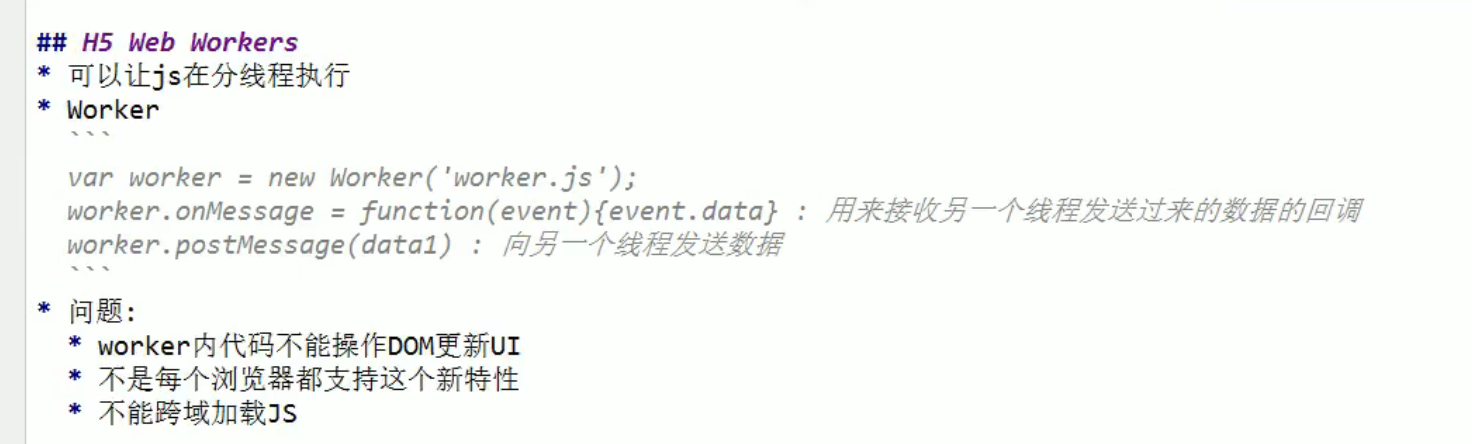 ## H5 Web Workers
* 可以让js在分线程执行
* Worker
```
var worker = new Worker('worker.js');
worker.onMessage = function(event){event.data} : 用来接收另一个线程发送过来的数据的回调
worker.postMessage(data1) : 向另一个线程发送数据
```
* 问题:
* worker内代码不能操作DOM更新UI
* 不是每个浏览器都支持这个新特性
* 不能跨域加载JS